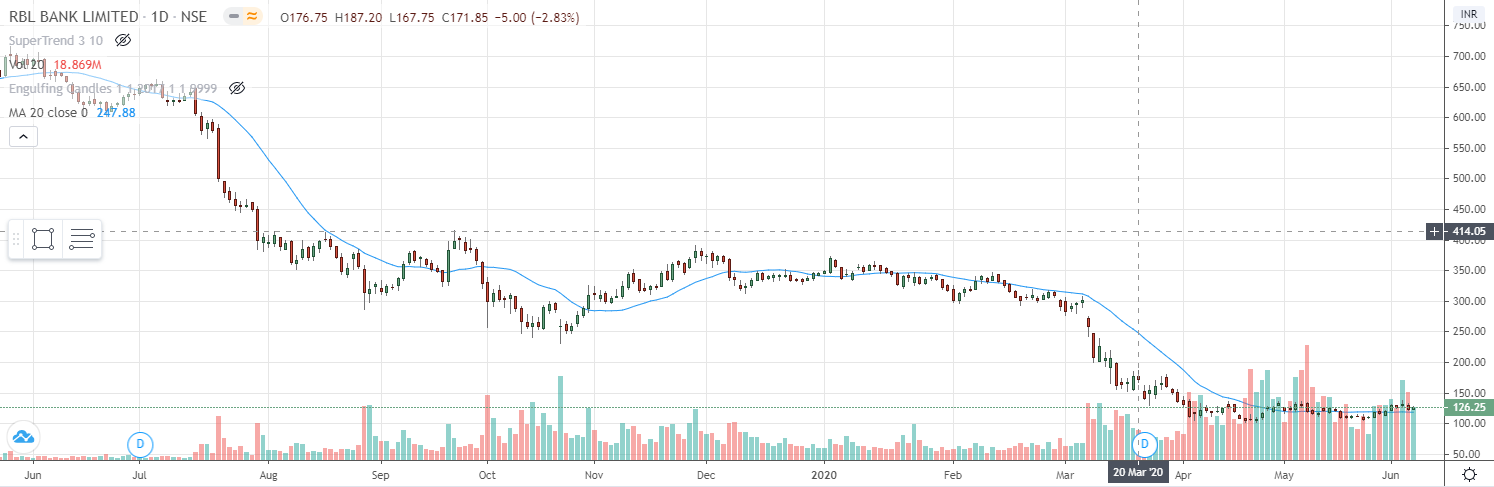 RBL BANK LIMITED · 1D · NSE O176.75 H187.20 L167.75 C171.85 −5.00 (−2.83%)
SuperTrend 3 10
Vol 20 18.869M
Engulfing Candles 1 1
MA 20 close 0 247.88
INR
750.00
700.00
650.00
600.00
550.00
500.00
450.00
414.05
400.00
350.00
300.00
250.00
200.00
150.00
126.25
100.00
50.00
D
D
Jun Jul Aug Sep Oct Nov Dec 2020 Feb Mar 20 Mar '20 Apr May Jun